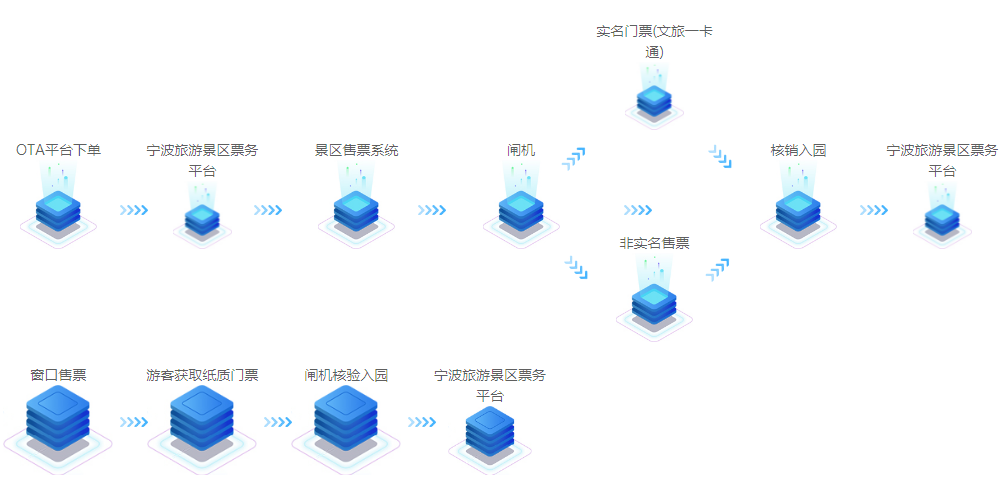 实名门票(文旅一卡
通)
OTA平台下单
宁波旅游景区票务
平台
景区售票系统
闸机
核销入园
宁波旅游景区票务
平台
非实名售票
窗口售票
游客获取纸质门票
闸机核验入园
宁波旅游景区票务
平台